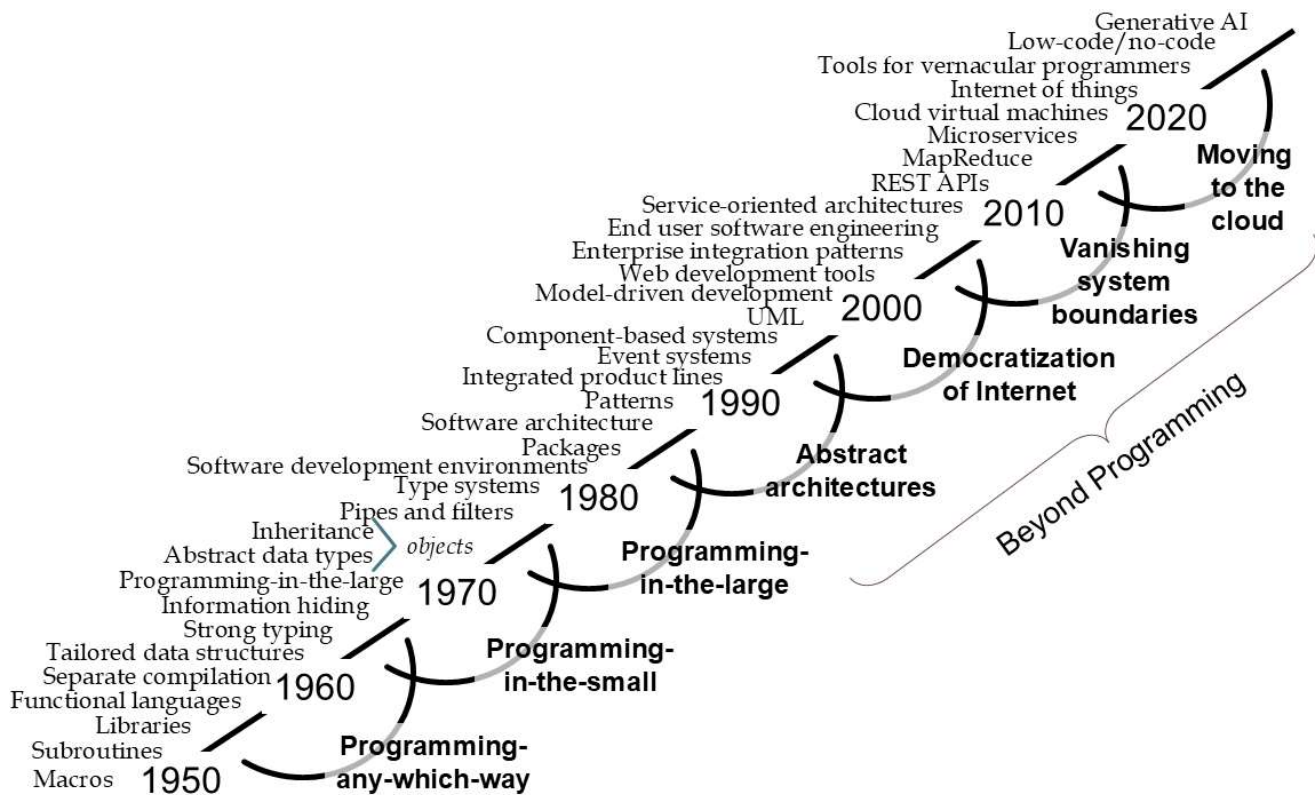 Generative AI
Low-code/no-code
Tools for vernacular programmers
Internet of things
Cloud virtual machines
2020
Microservices
MapReduce
REST APIs
Moving
to the
cloud
Service-oriented architectures
2010
End user software engineering
Enterprise integration patterns
Web development tools
Vanishing
system
boundaries
Model-driven development
2000
UML
Component-based systems
Event systems
Democratization
of Internet
Integrated product lines
Patterns
1990
Software architecture
Packages
Abstract
architectures
Beyond Programming
Software development environments
Type systems
1980
Pipes and filters
Inheritance
Abstract data types
objects
Programming-
in-the-large
Programming-in-the-large
1970
Information hiding
Strong typing
Tailored data structures
Programming-
in-the-small
Separate compilation
1960
Functional languages
Libraries
Subroutines
Macros
1950
Programming-
any-which-way